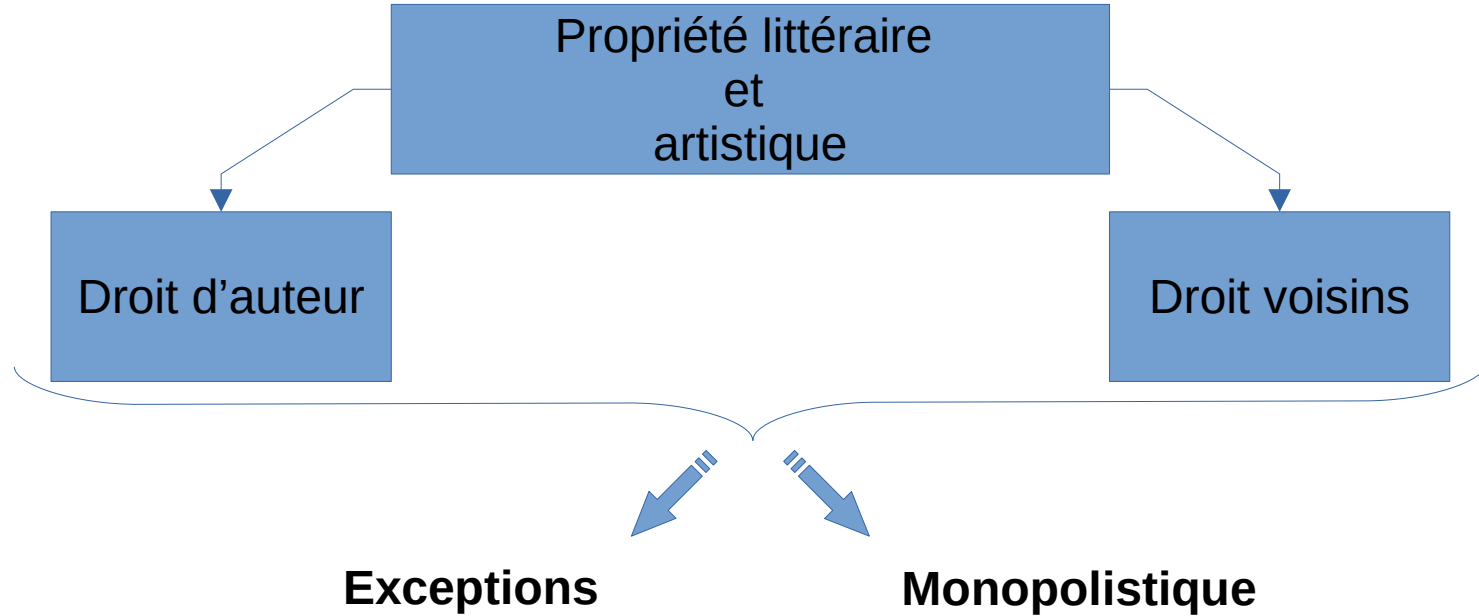 Propriété littéraire
et
artistique
Droit d’auteur
Droit voisins
Exceptions
Monopolistique